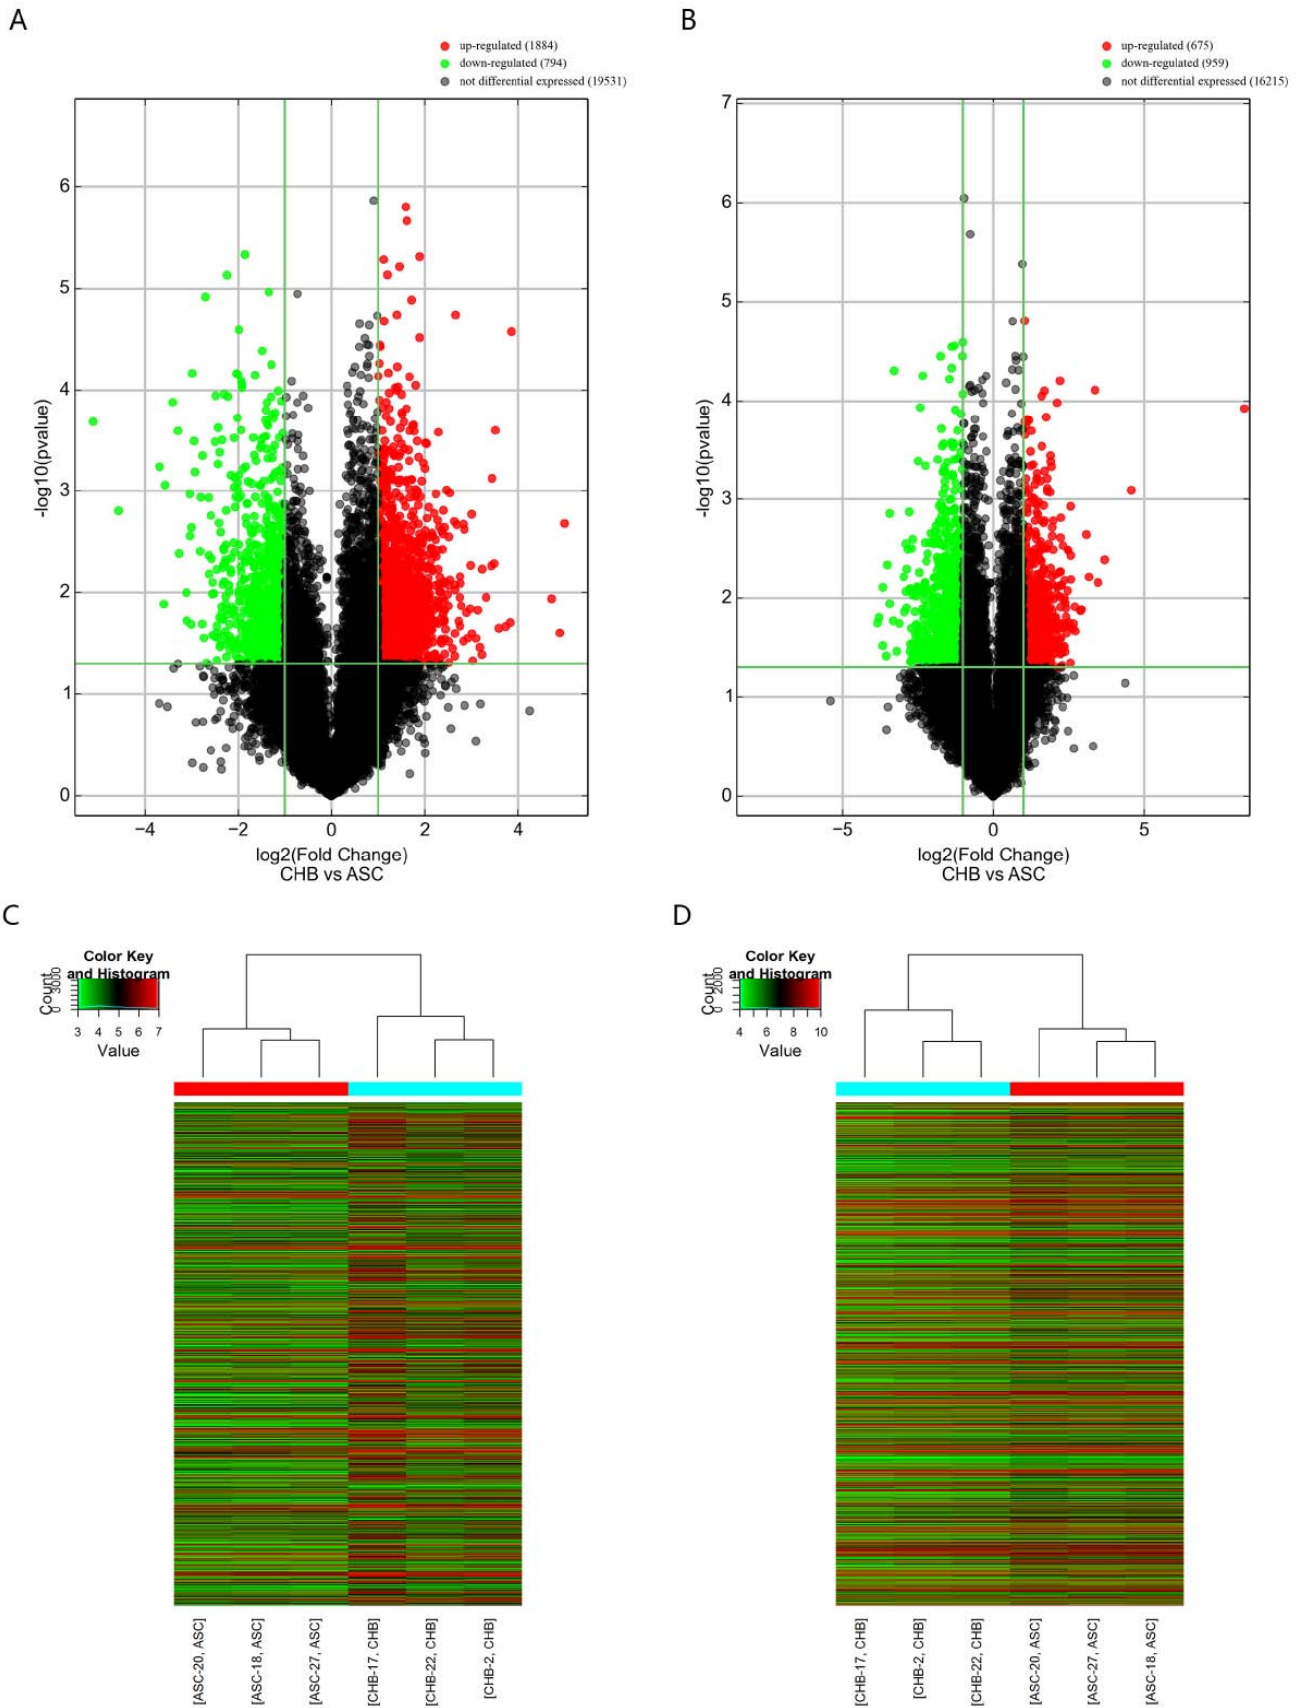 A
up-regulated (1884)
down-regulated (794)
not differential expressed (19531)
6
5
4
3
2
1
0
-log10(pvalue)
−4
−2
0
2
4
log2(Fold Change)
CHB vs ASC
B
up-regulated (675)
down-regulated (959)
not differential expressed (16215)
7
6
5
4
3
2
1
0
-log10(pvalue)
−5
0
5
log2(Fold Change)
CHB vs ASC
C
Color Key
and Histogram
Count
0 3000
3 4 5 6 7
Value
[ASC-20, ASC]
[ASC-18, ASC]
[ASC-27, ASC]
[CHB-17, CHB]
[CHB-22, CHB]
[CHB-2, CHB]
D
Color Key
and Histogram
Count
0 2000
4 6 8 10
Value
[CHB-17, CHB]
[CHB-2, CHB]
[CHB-22, CHB]
[ASC-20, ASC]
[ASC-27, ASC]
[ASC-18, ASC]